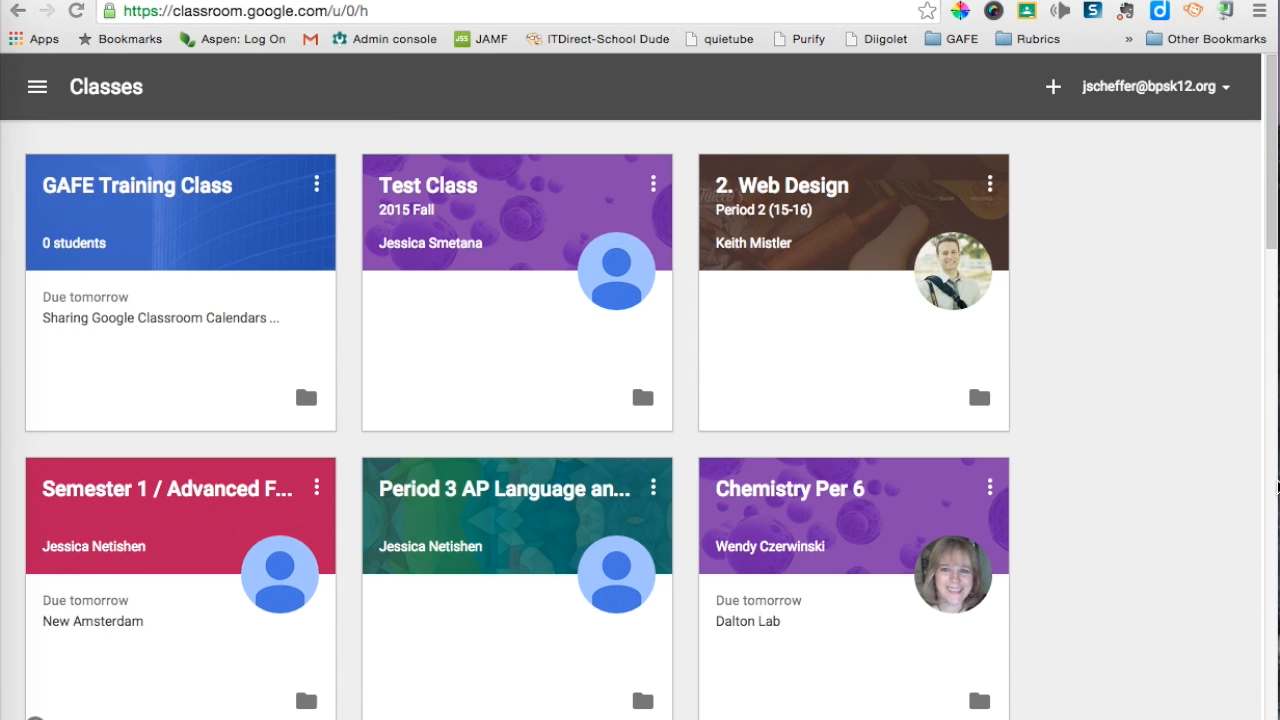 https://classroom.google.com/u/0/h
Apps Bookmarks Aspen: Log On Admin console JSS JAMF ITDirect-School Dude quietube Purify Diigolet GAFE Rubrics » Other Bookmarks
Classes
jscheffer@bpsk12.org
GAFE Training Class
0 students
Due tomorrow
Sharing Google Classroom Calendars ...
Test Class
2015 Fall
Jessica Smetana
2. Web Design
Period 2 (15-16)
Keith Mistler
Semester 1 / Advanced F...
Jessica Netishen
Due tomorrow
New Amsterdam
Period 3 AP Language an...
Jessica Netishen
Chemistry Per 6
Wendy Czerwinski
Due tomorrow
Dalton Lab